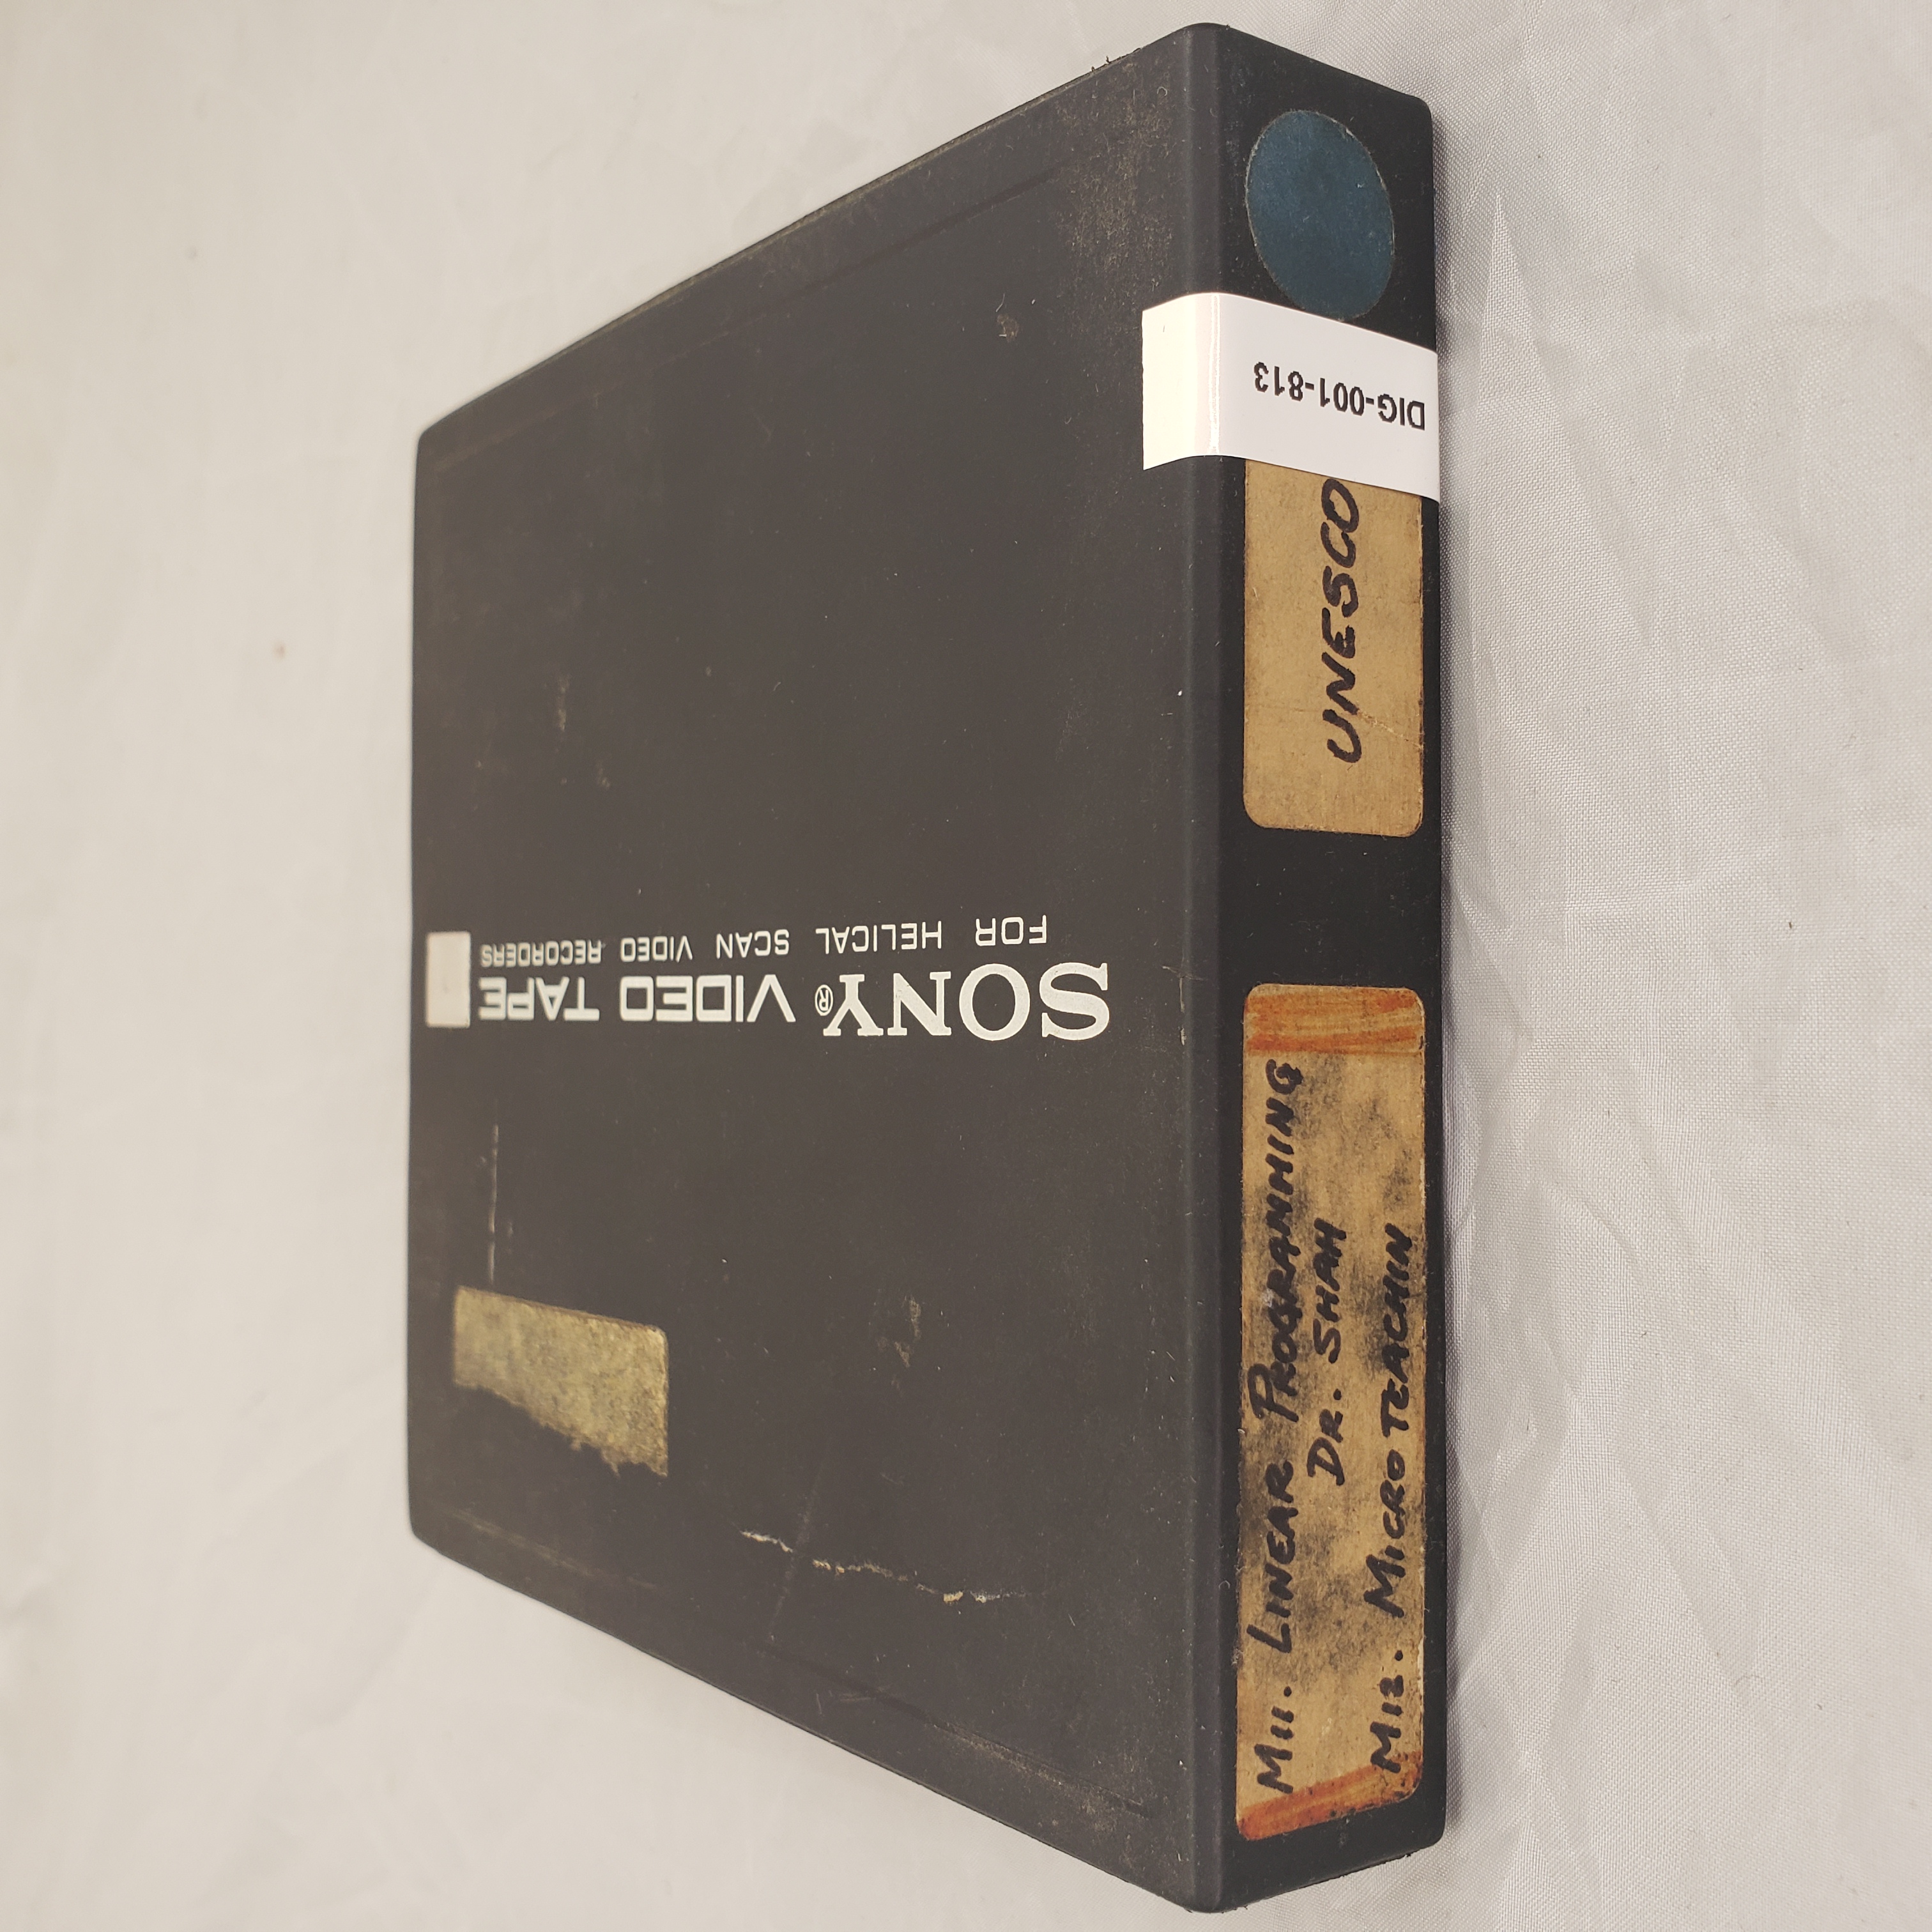 SONY® VIDEO TAPE
FOR HELICAL SCAN VIDEO RECORDERS
DIG-001-813
UNESCO
M11. LINEAR PROGRAMMING
DR. SHAH
M12. MICRO TEACHIN